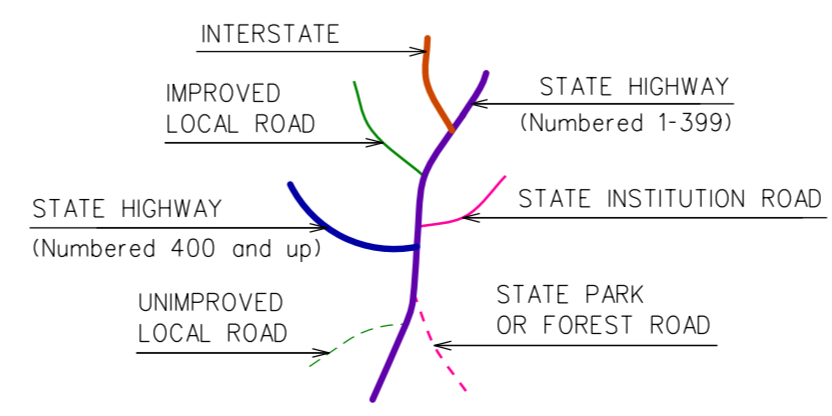 INTERSTATE
STATE HIGHWAY
(Numbered 1-399)
IMPROVED
LOCAL ROAD
STATE INSTITUTION ROAD
STATE HIGHWAY
(Numbered 400 and up)
STATE PARK
OR FOREST ROAD
UNIMPROVED
LOCAL ROAD